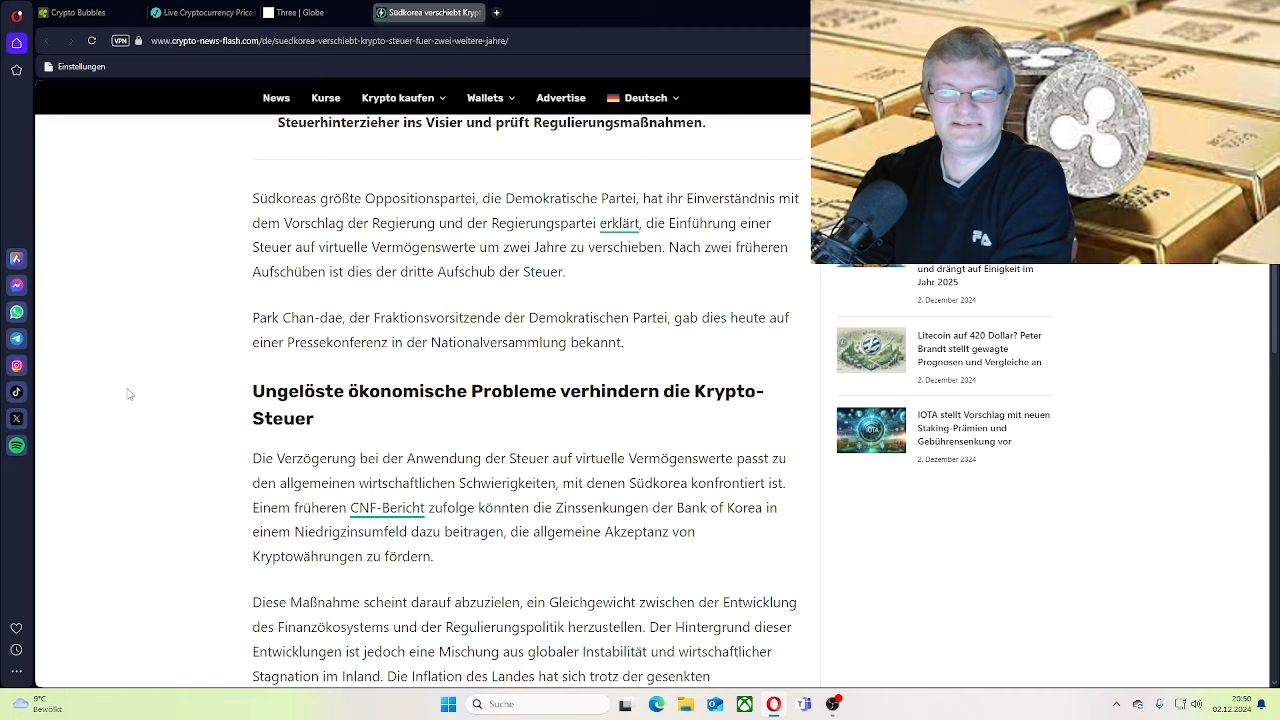 Crypto Bubbles
Live Cryptocurrency Prices
Three | Globe
Südkorea verschiebt Kryp
VPN
www.crypto-news-flash.com/de/suedkorea-verschiebt-krypto-steuer-fuer-zwei-weitere-jahre/
Einstellungen
News
Kurse
Krypto kaufen
Wallets
Advertise
Deutsch
Steuerhinterzieher ins Visier und prüft Regulierungsmaßnahmen.
Südkoreas größte Oppositionspartei, die Demokratische Partei, hat ihr Einverständnis mit
dem Vorschlag der Regierung und der Regierungspartei erklärt, die Einführung einer
Steuer auf virtuelle Vermögenswerte um zwei Jahre zu verschieben. Nach zwei früheren
Aufschüben ist dies der dritte Aufschub der Steuer.
Park Chan-dae, der Fraktionsvorsitzende der Demokratischen Partei, gab dies heute auf
einer Pressekonferenz in der Nationalversammlung bekannt.
Ungelöste ökonomische Probleme verhindern die Krypto-
Steuer
Die Verzögerung bei der Anwendung der Steuer auf virtuelle Vermögenswerte passt zu
den allgemeinen wirtschaftlichen Schwierigkeiten, mit denen Südkorea konfrontiert ist.
Einem früheren CNF-Bericht zufolge könnten die Zinssenkungen der Bank of Korea in
einem Niedrigzinsumfeld dazu beitragen, die allgemeine Akzeptanz von
Kryptowährungen zu fördern.
Diese Maßnahme scheint darauf abzuzielen, ein Gleichgewicht zwischen der Entwicklung
des Finanzökosystems und der Regulierungspolitik herzustellen. Der Hintergrund dieser
Entwicklungen ist jedoch eine Mischung aus globaler Instabilität und wirtschaftlicher
Stagnation im Inland. Die Inflation des Landes hat sich trotz der gesenkten
und drängt auf Einigkeit im
Jahr 2025
2. Dezember 2024
Litecoin auf 420 Dollar? Peter
Brandt stellt gewagte
Prognosen und Vergleiche an
2. Dezember 2024
IOTA
IOTA stellt Vorschlag mit neuen
Staking-Prämien und
Gebührensenkung vor
2. Dezember 2024
9°C
Bewölkt
Suche
20:50
02.12.2024